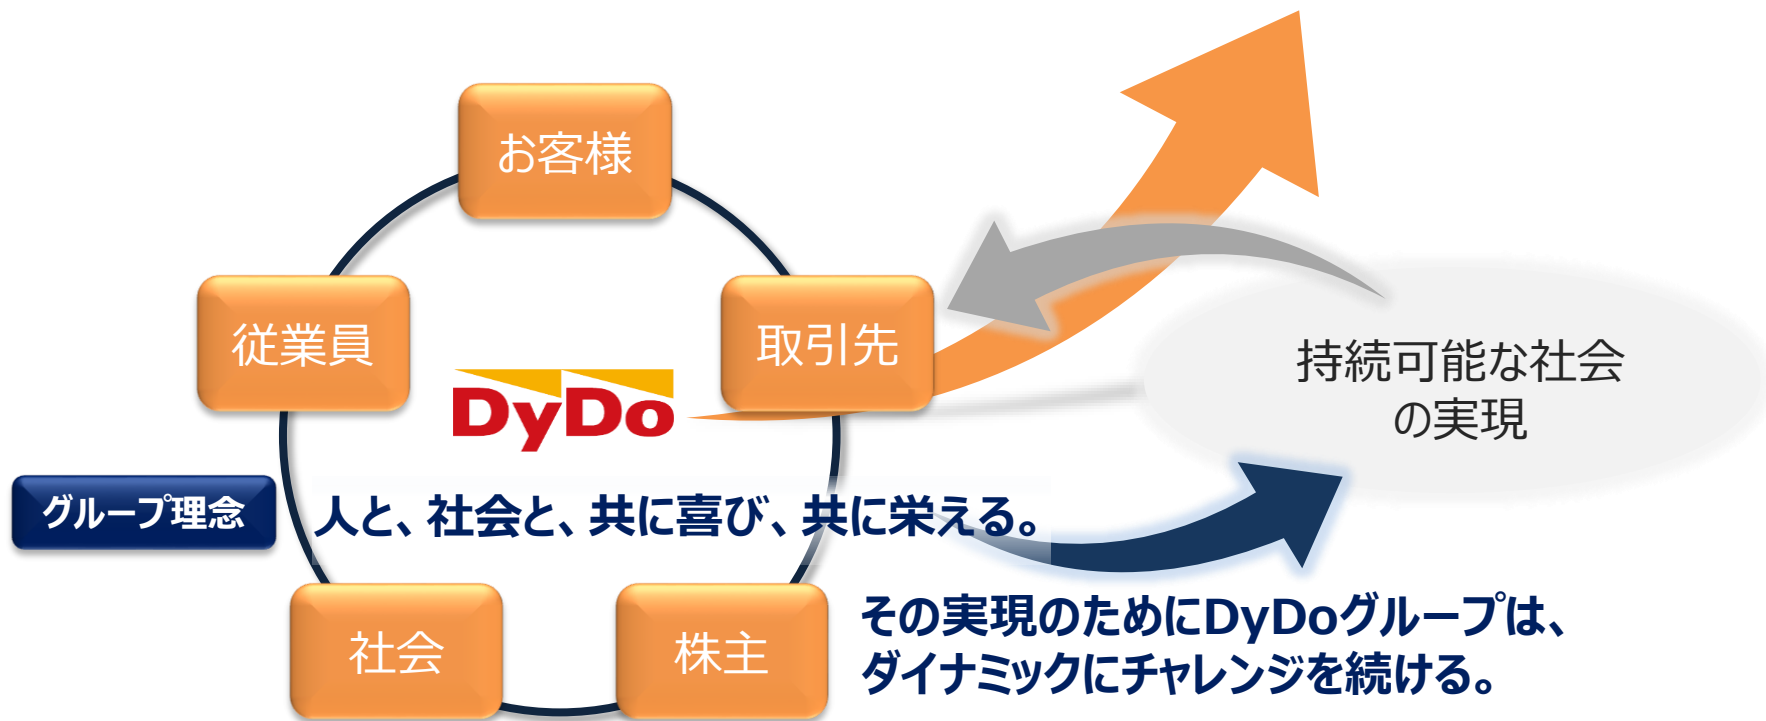 お客様
従業員
取引先
DyDo
持続可能な社会
の実現
グループ理念
人と、社会と、共に喜び、共に栄える。
社会
株主
その実現のためにDyDoグループは、
ダイナミックにチャレンジを続ける。